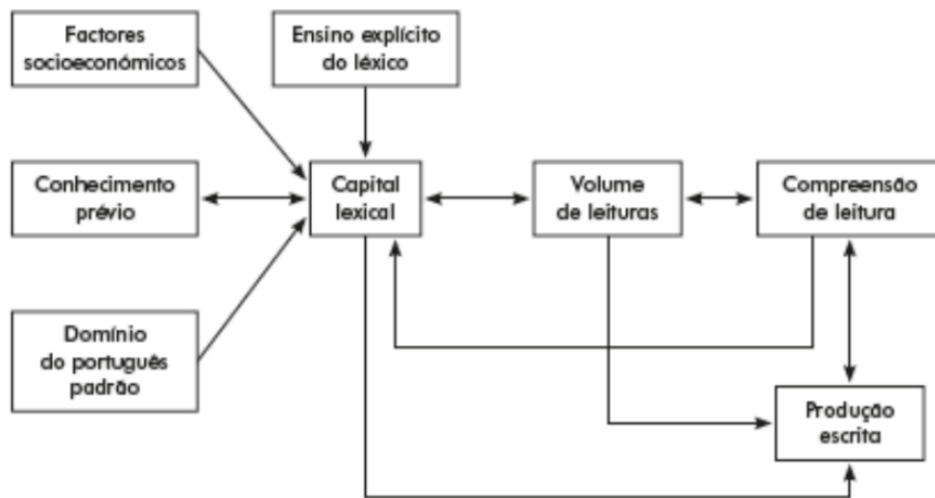 Factores
socioeconómicos
Ensino explícito
do léxico
Conhecimento
prévio
Capital
lexical
Volume
de leituras
Compreensão
de leitura
Domínio
do português
padrão
Produção
escrita